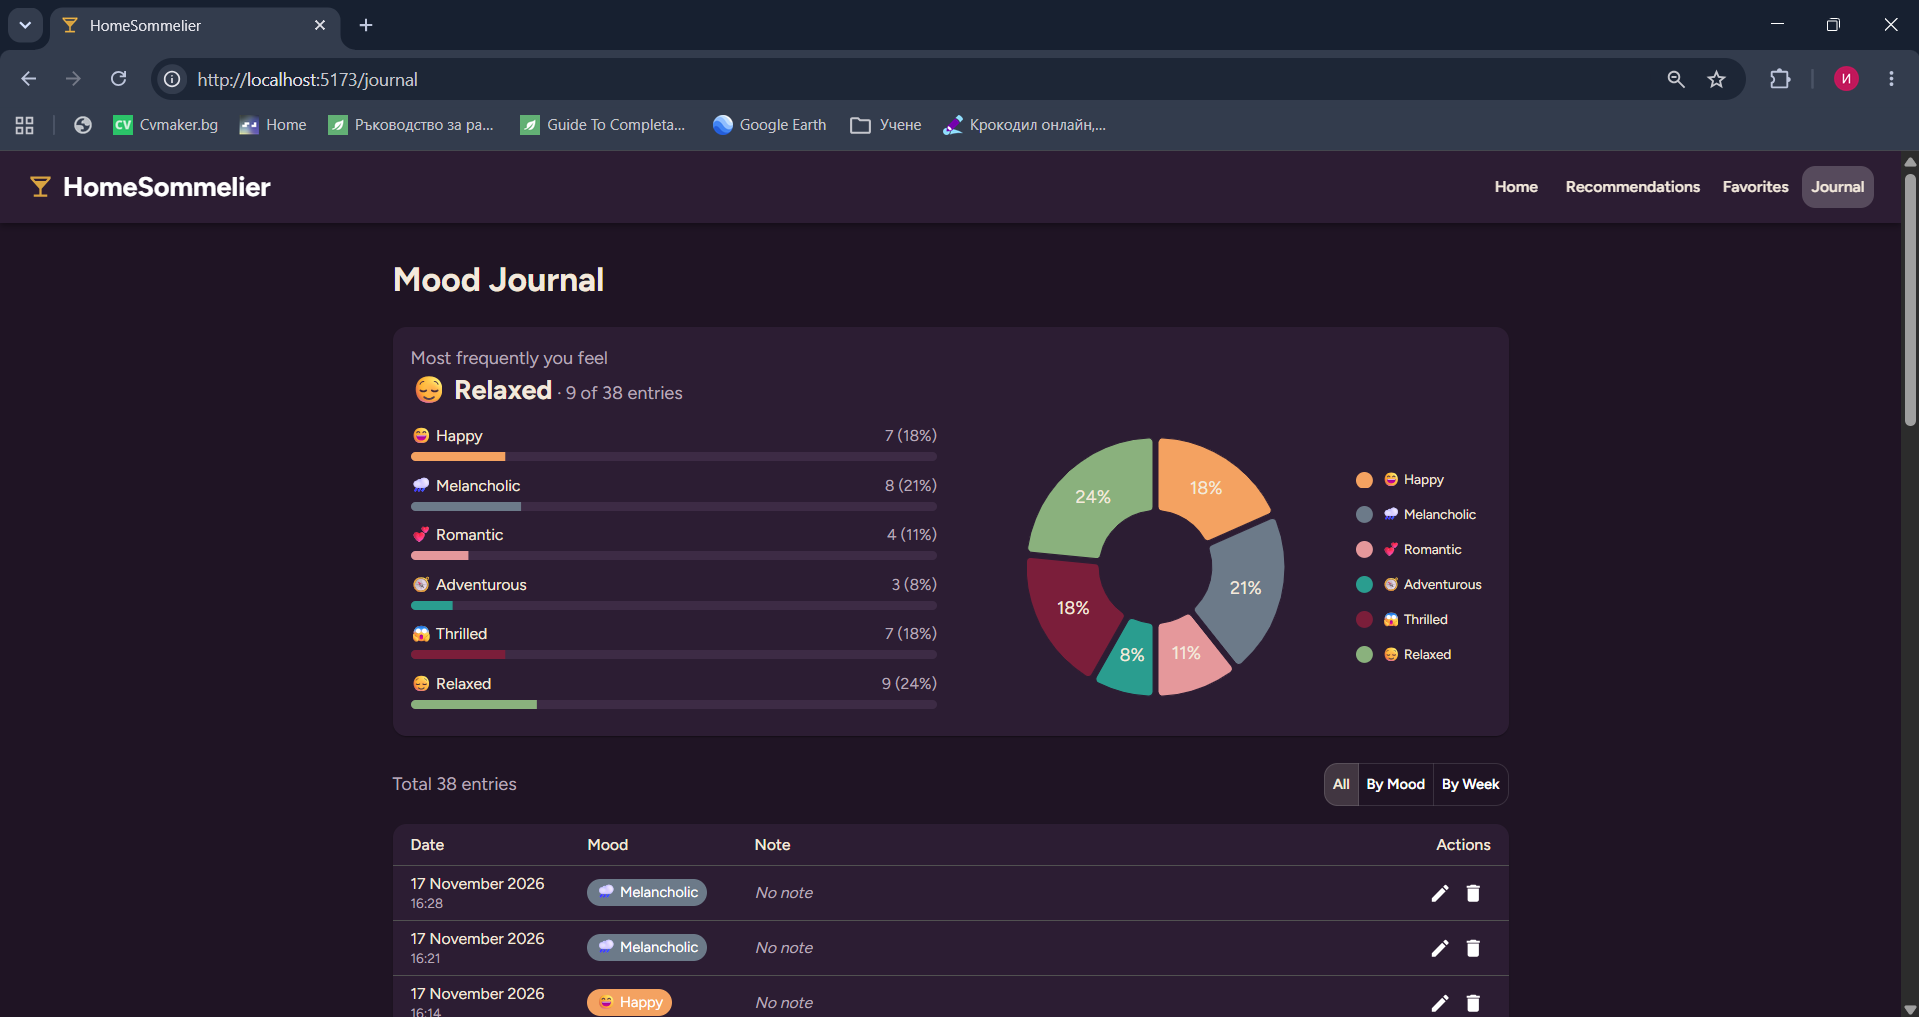 HomeSommelier
http://localhost:5173/journal
И
Cvmaker.bg
Home
Ръководство за ра...
Guide To Completa...
Google Earth
Учене
Крокодил онлайн,...
HomeSommelier
Home
Recommendations
Favorites
Journal
Mood Journal
Most frequently you feel
Relaxed · 9 of 38 entries
Happy 7 (18%)
Melancholic 8 (21%)
Romantic 4 (11%)
Adventurous 3 (8%)
Thrilled 7 (18%)
Relaxed 9 (24%)
24%
18%
21%
18%
8%
11%
Happy
Melancholic
Romantic
Adventurous
Thrilled
Relaxed
Total 38 entries
All
By Mood
By Week
Date Mood Note Actions
17 November 2026 Melancholic No note
16:28
17 November 2026 Melancholic No note
16:21
17 November 2026 Happy No note
16:14